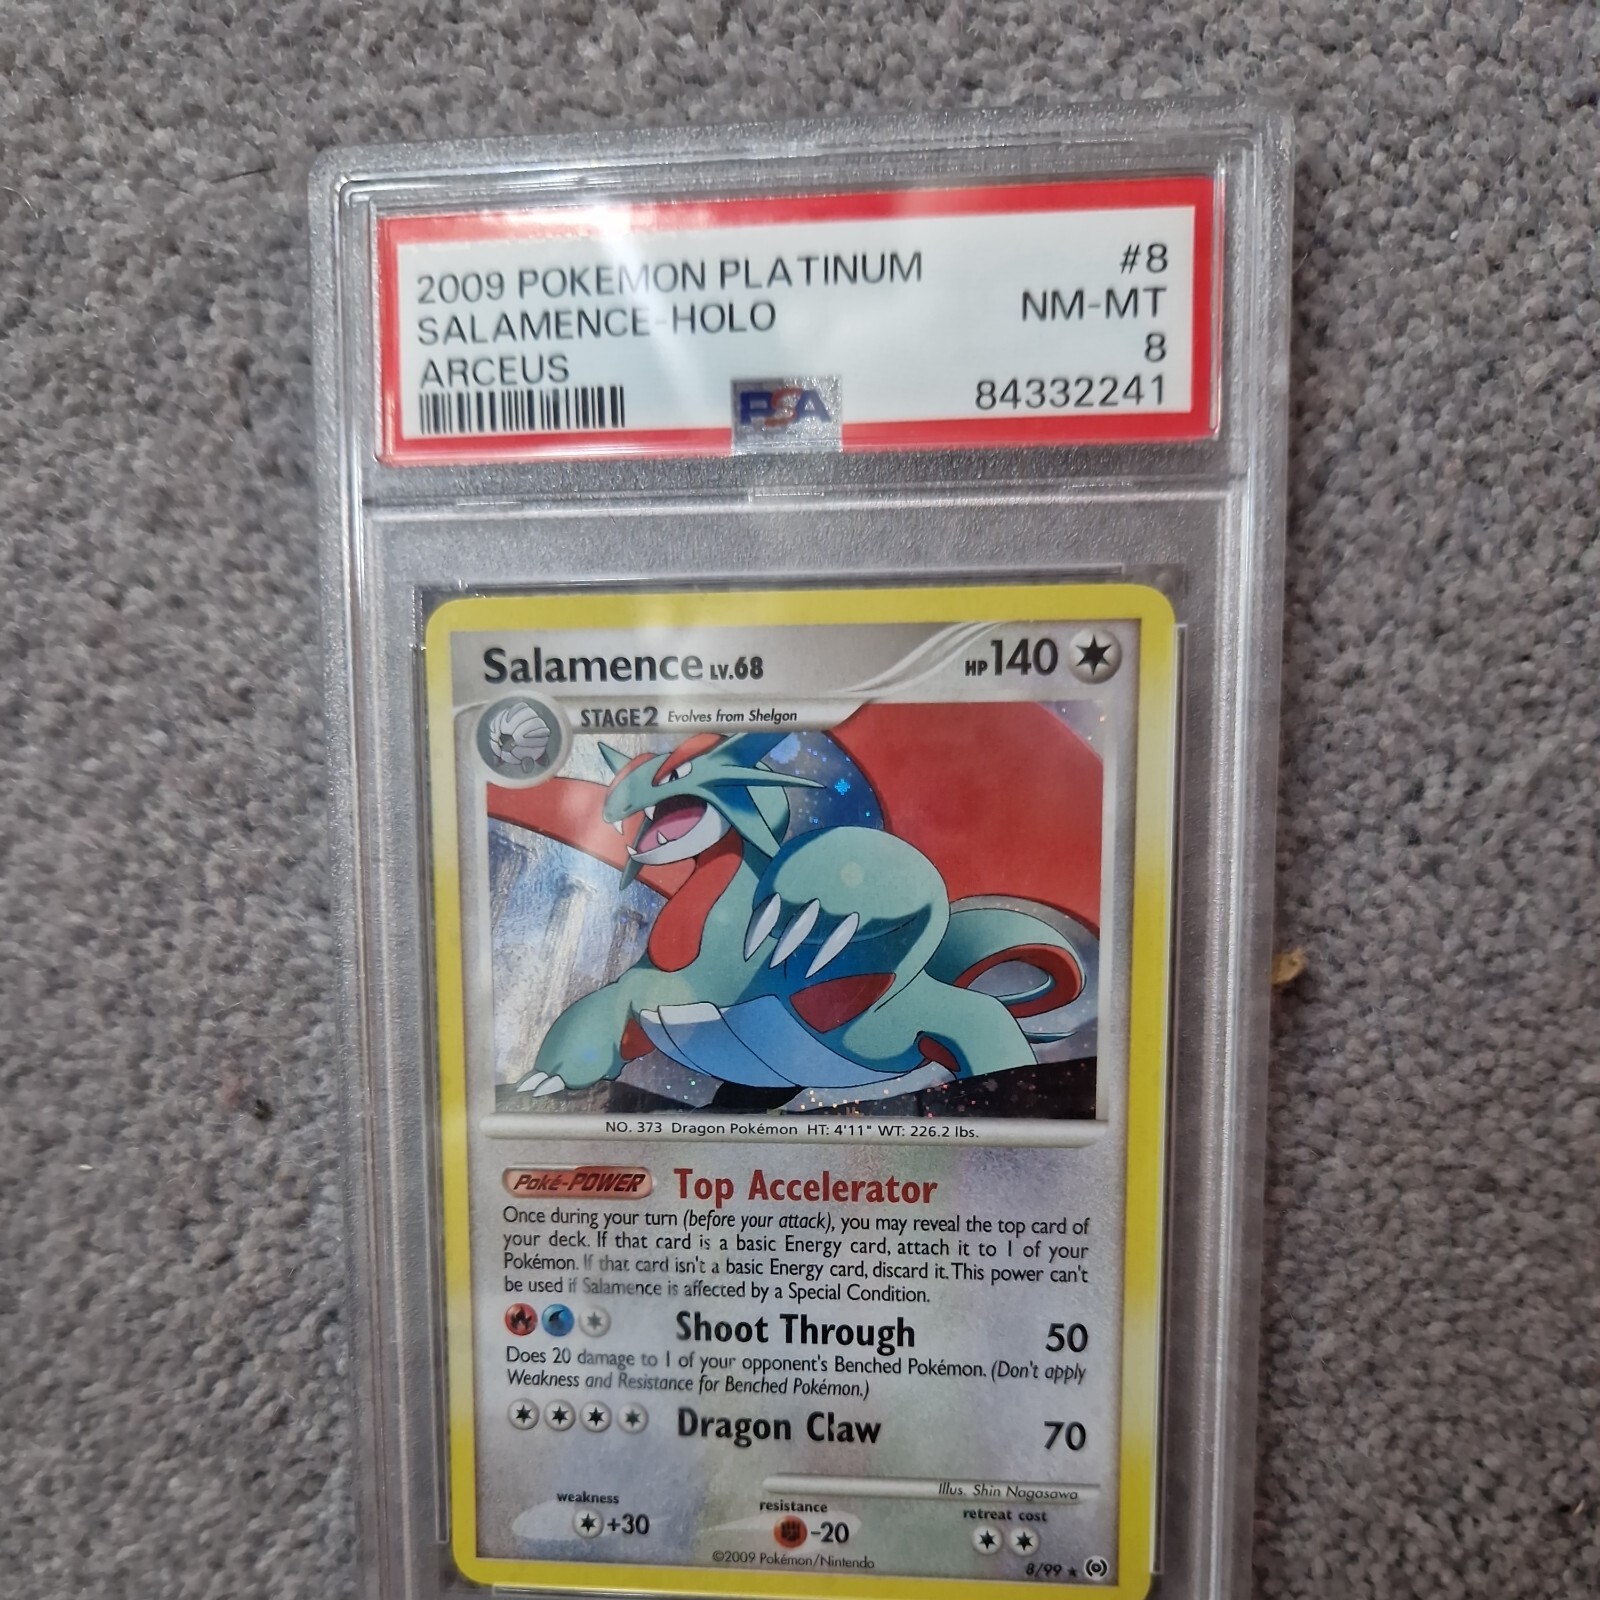 2009 POKEMON PLATINUM #8
SALAMENCE-HOLO NM-MT
ARCEUS 8
PSA 84332241
Salamence LV.68 HP 140
STAGE2 Evolves from Shelgon
NO. 373 Dragon Pokémon HT: 4'11" WT: 226.2 lbs.
Poké-POWER Top Accelerator
Once during your turn (before your attack), you may reveal the top card of
your deck. If that card is a basic Energy card, attach it to 1 of your
Pokémon. If that card isn't a basic Energy card, discard it. This power can't
be used if Salamence is affected by a Special Condition.
Shoot Through 50
Does 20 damage to 1 of your opponent's Benched Pokémon. (Don't apply
Weakness and Resistance for Benched Pokémon.)
Dragon Claw 70
Illus. Shin Nagasawa
weakness resistance retreat cost
+30 -20
©2009 Pokémon/Nintendo
8/99